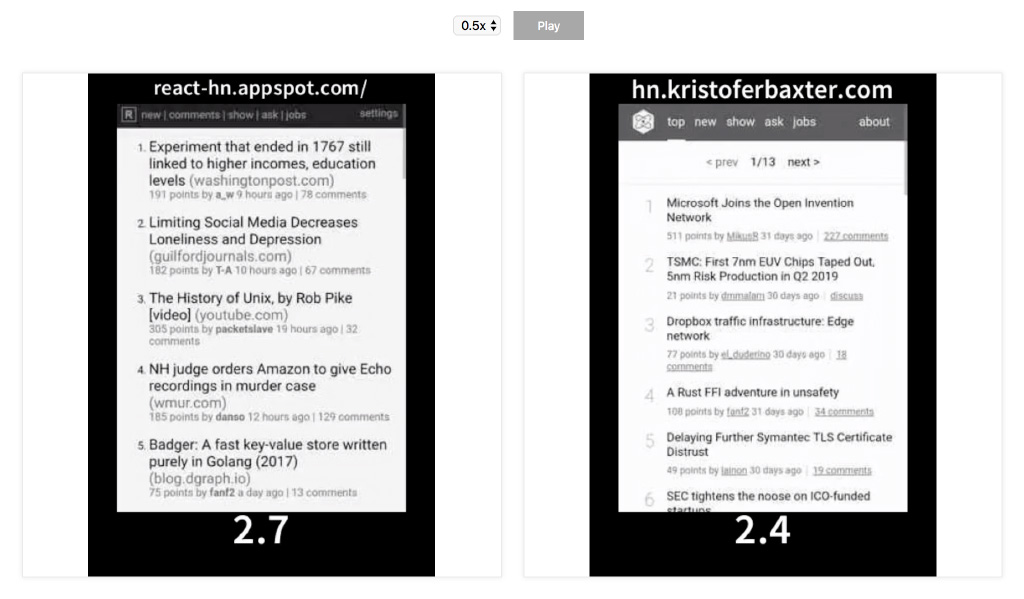 0.5x
Play
react-hn.appspot.com/
R new | comments | show | ask | jobs settings
1. Experiment that ended in 1767 still
linked to higher incomes, education
levels (washingtonpost.com)
191 points by a_w 9 hours ago | 78 comments
2. Limiting Social Media Decreases
Loneliness and Depression
(guilfordjournals.com)
182 points by T-A 10 hours ago | 67 comments
3. The History of Unix, by Rob Pike
[video] (youtube.com)
305 points by packetslave 19 hours ago | 32
comments
4. NH judge orders Amazon to give Echo
recordings in murder case
(wmur.com)
185 points by danso 12 hours ago | 129 comments
5. Badger: A fast key-value store written
purely in Golang (2017)
(blog.dgraph.io)
75 points by fanf2 a day ago | 13 comments
2.7
hn.kristoferbaxter.com
top new show ask jobs about
< prev 1/13 next >
1 Microsoft Joins the Open Invention
Network
511 points by MikusR 31 days ago | 227 comments
2 TSMC: First 7nm EUV Chips Taped Out,
5nm Risk Production in Q2 2019
21 points by dmmalam 30 days ago | discuss
3 Dropbox traffic infrastructure: Edge
network
77 points by el_duderino 30 days ago | 18
comments
4 A Rust FFI adventure in unsafety
108 points by fanf2 31 days ago | 34 comments
5 Delaying Further Symantec TLS Certificate
Distrust
49 points by lainon 30 days ago | 19 comments
6 SEC tightens the noose on ICO-funded
startups
2.4